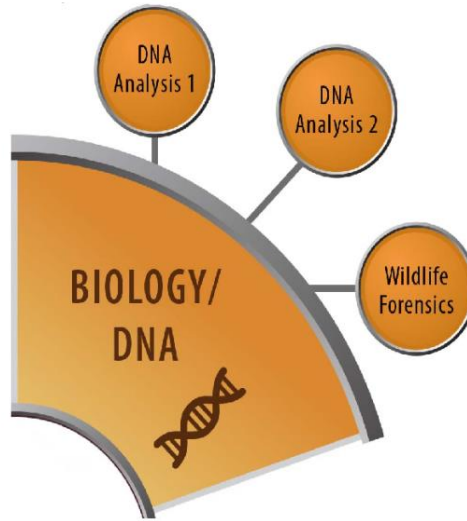 DNA
Analysis 1
DNA
Analysis 2
Wildlife
Forensics
BIOLOGY/
DNA